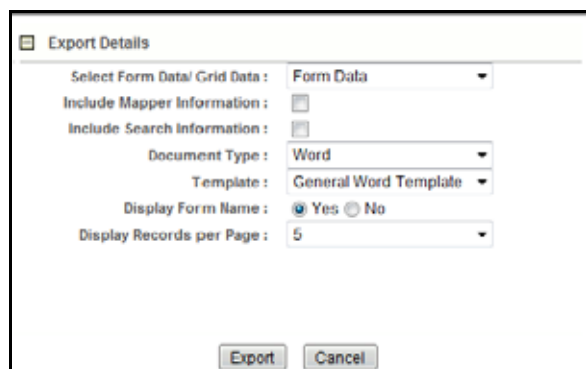 Export Details
Select Form Data/ Grid Data : Form Data
Include Mapper Information :
Include Search Information :
Document Type : Word
Template : General Word Template
Display Form Name : Yes No
Display Records per Page : 5
Export Cancel